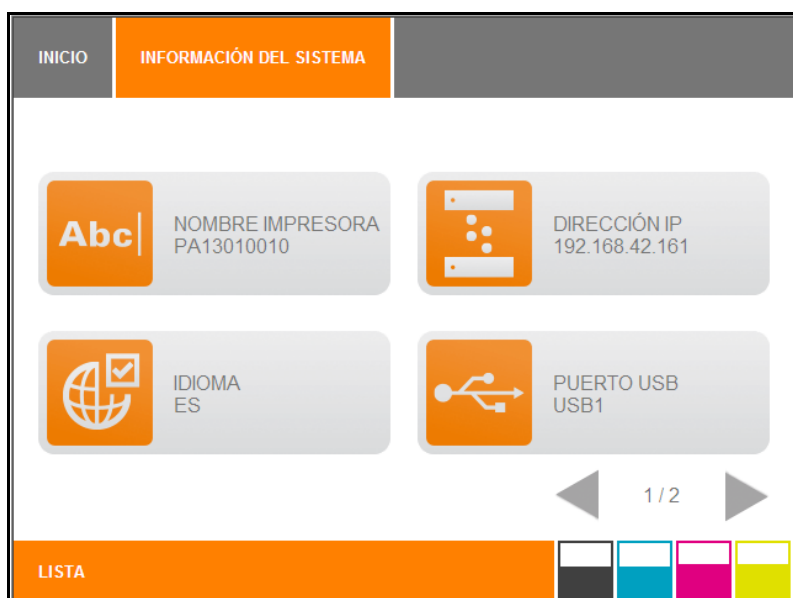 INICIO
INFORMACIÓN DEL SISTEMA
Abc
NOMBRE IMPRESORA
PA13010010
DIRECCIÓN IP
192.168.42.161
IDIOMA
ES
PUERTO USB
USB1
1 / 2
LISTA